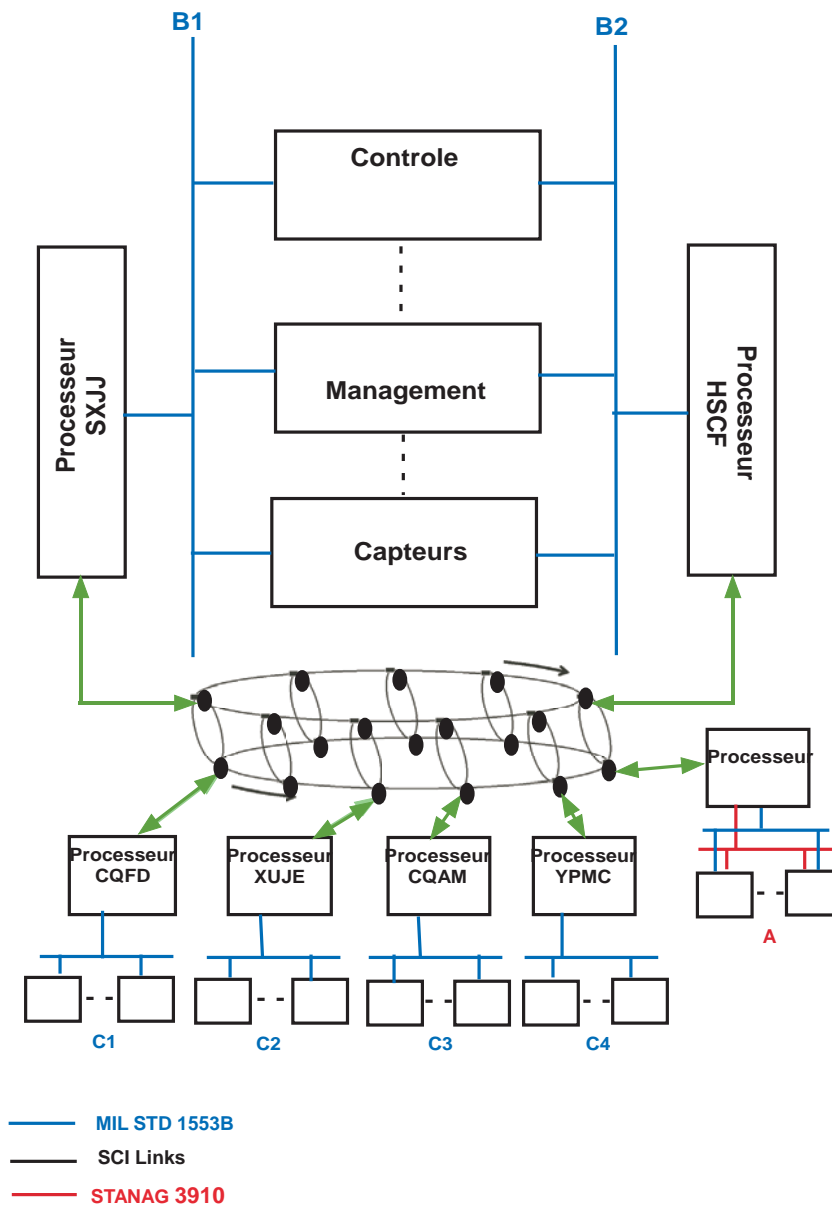 B1
B2
Controle
Processeur
SXJJ
Management
Processeur
HSCF
Capteurs
Processeur
Processeur
CQFD
Processeur
XUJE
Processeur
CQAM
Processeur
YPMC
A
C1
C2
C3
C4
MIL STD 1553B
SCI Links
STANAG 3910